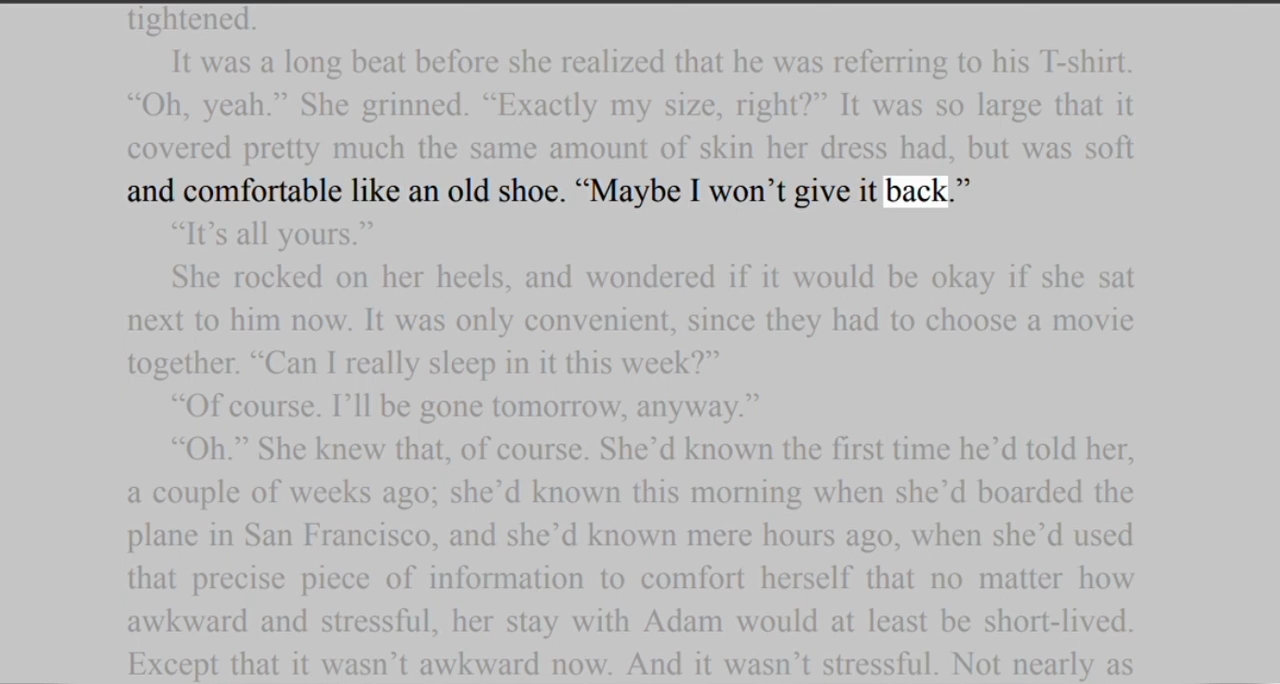 tightened.
It was a long beat before she realized that he was referring to his T-shirt.
“Oh, yeah.” She grinned. “Exactly my size, right?” It was so large that it
covered pretty much the same amount of skin her dress had, but was soft
and comfortable like an old shoe. “Maybe I won’t give it back.”
“It’s all yours.”
She rocked on her heels, and wondered if it would be okay if she sat
next to him now. It was only convenient, since they had to choose a movie
together. “Can I really sleep in it this week?”
“Of course. I’ll be gone tomorrow, anyway.”
“Oh.” She knew that, of course. She’d known the first time he’d told her,
a couple of weeks ago; she’d known this morning when she’d boarded the
plane in San Francisco, and she’d known mere hours ago, when she’d used
that precise piece of information to comfort herself that no matter how
awkward and stressful, her stay with Adam would at least be short-lived.
Except that it wasn’t awkward now. And it wasn’t stressful. Not nearly as